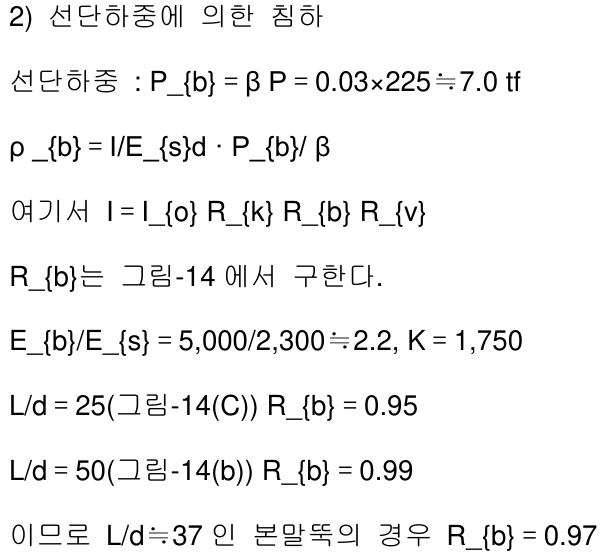 2) 선단하중에 의한 침하
선단하중 : P_{b} = β P = 0.03×225≒7.0 tf
ρ _{b} = I/E_{s}d · P_{b}/ β
여기서 I = I_{o} R_{k} R_{b} R_{v}
R_{b}는 그림-14 에서 구한다.
E_{b}/E_{s} = 5,000/2,300≒2.2, K = 1,750
L/d = 25(그림-14(C)) R_{b} = 0.95
L/d = 50(그림-14(b)) R_{b} = 0.99
이므로 L/d≒37 인 본말뚝의 경우 R_{b} = 0.97